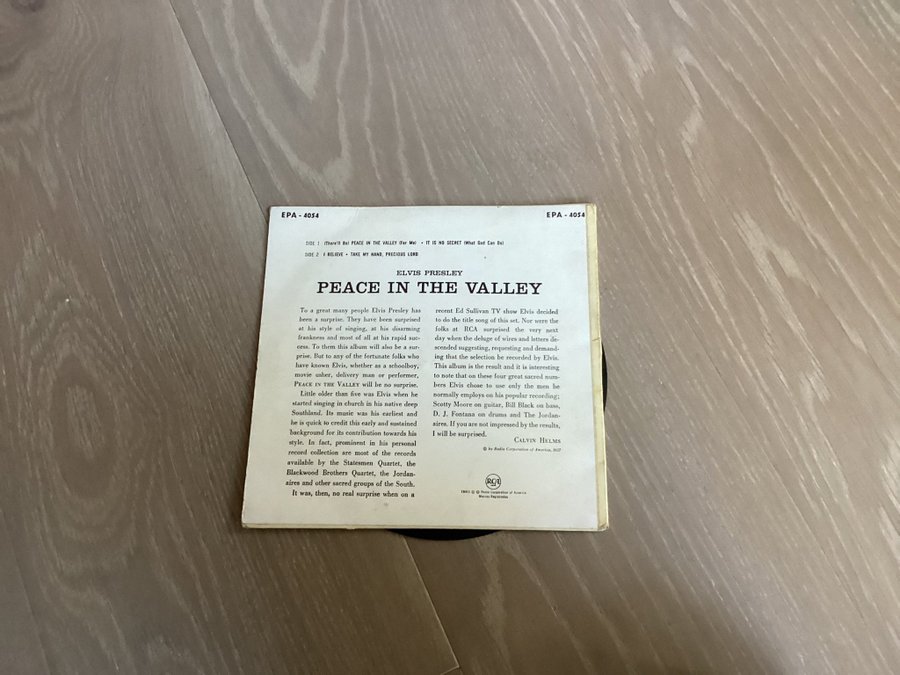 EPA - 4054 EPA - 4054
SIDE 1 (There'll Be) PEACE IN THE VALLEY (For Me) • IT IS NO SECRET (What God Can Do)
SIDE 2 I BELIEVE • TAKE MY HAND, PRECIOUS LORD
ELVIS PRESLEY
PEACE IN THE VALLEY
To a great many people Elvis Presley has
been a surprise. They have been surprised
at his style of singing, at his disarming
frankness and most of all at his rapid suc-
cess. To them this album will also be a sur-
prise. But to any of the fortunate folks who
have known Elvis, whether as a schoolboy,
movie usher, delivery man or performer,
PEACE IN THE VALLEY will be no surprise.
Little older than five was Elvis when he
started singing in church in his native deep
Southland. Its music was his earliest and
he is quick to credit this early and sustained
background for its contribution towards his
style. In fact, prominent in his personal
record collection are most of the records
available by the Statesmen Quartet, the
Blackwood Brothers Quartet, the Jordan-
aires and other sacred groups of the South.
It was, then, no real surprise when on a
recent Ed Sullivan TV show Elvis decided
to do the title song of this set. Nor were the
folks at RCA surprised the very next
day when the deluge of wires and letters de-
scended suggesting, requesting and demand-
ing that the selection be recorded by Elvis.
This album is the result and it is interesting
to note that on these four great sacred num-
bers Elvis chose to use only the men he
normally employs on his popular recording;
Scotty Moore on guitar, Bill Black on bass,
D. J. Fontana on drums and The Jordan-
aires. If you are not impressed by the results,
I will be surprised.
CALVIN HELMS
© by Radio Corporation of America, 1957
RCA
Radio Corporation of America